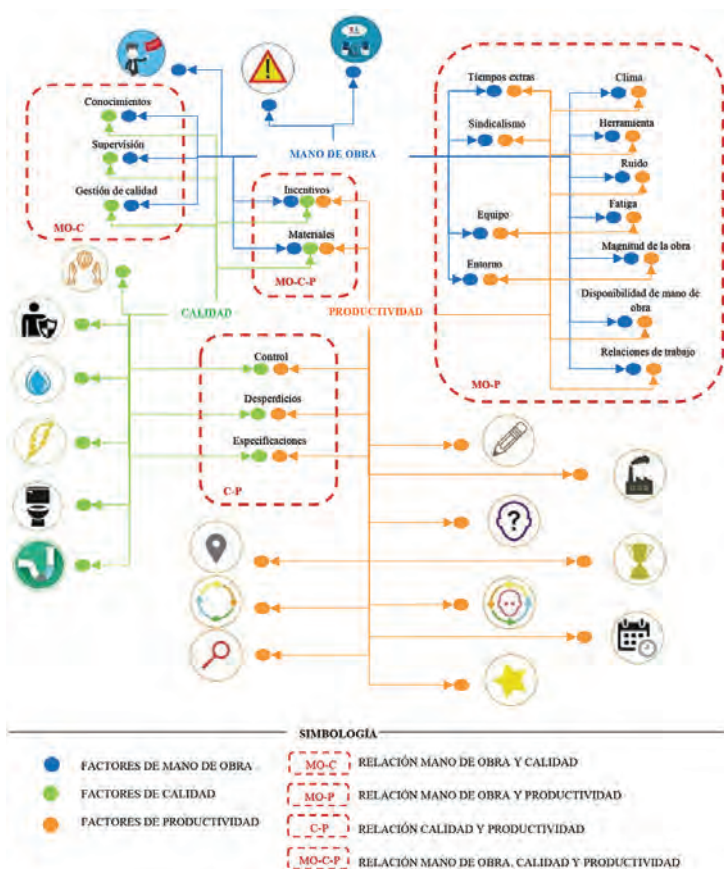 Conocimientos
Supervisión
Gestión de calidad
MO-C
MANO DE OBRA
Incentivos
Materiales
MO-C-P
Tiempos extras
Sindicalismo
Equipo
Entorno
Clima
Herramienta
Ruido
Fatiga
Magnitud de la obra
Disponibilidad de mano de
obra
Relaciones de trabajo
MO-P
CALIDAD
PRODUCTIVIDAD
Control
Desperdicios
Especificaciones
C-P
?
SIMBOLOGÍA
FACTORES DE MANO DE OBRA
FACTORES DE CALIDAD
FACTORES DE PRODUCTIVIDAD
MO-C RELACIÓN MANO DE OBRA Y CALIDAD
MO-P RELACIÓN MANO DE OBRA Y PRODUCTIVIDAD
C-P RELACIÓN CALIDAD Y PRODUCTIVIDAD
MO-C-P RELACIÓN MANO DE OBRA, CALIDAD Y PRODUCTIVIDAD